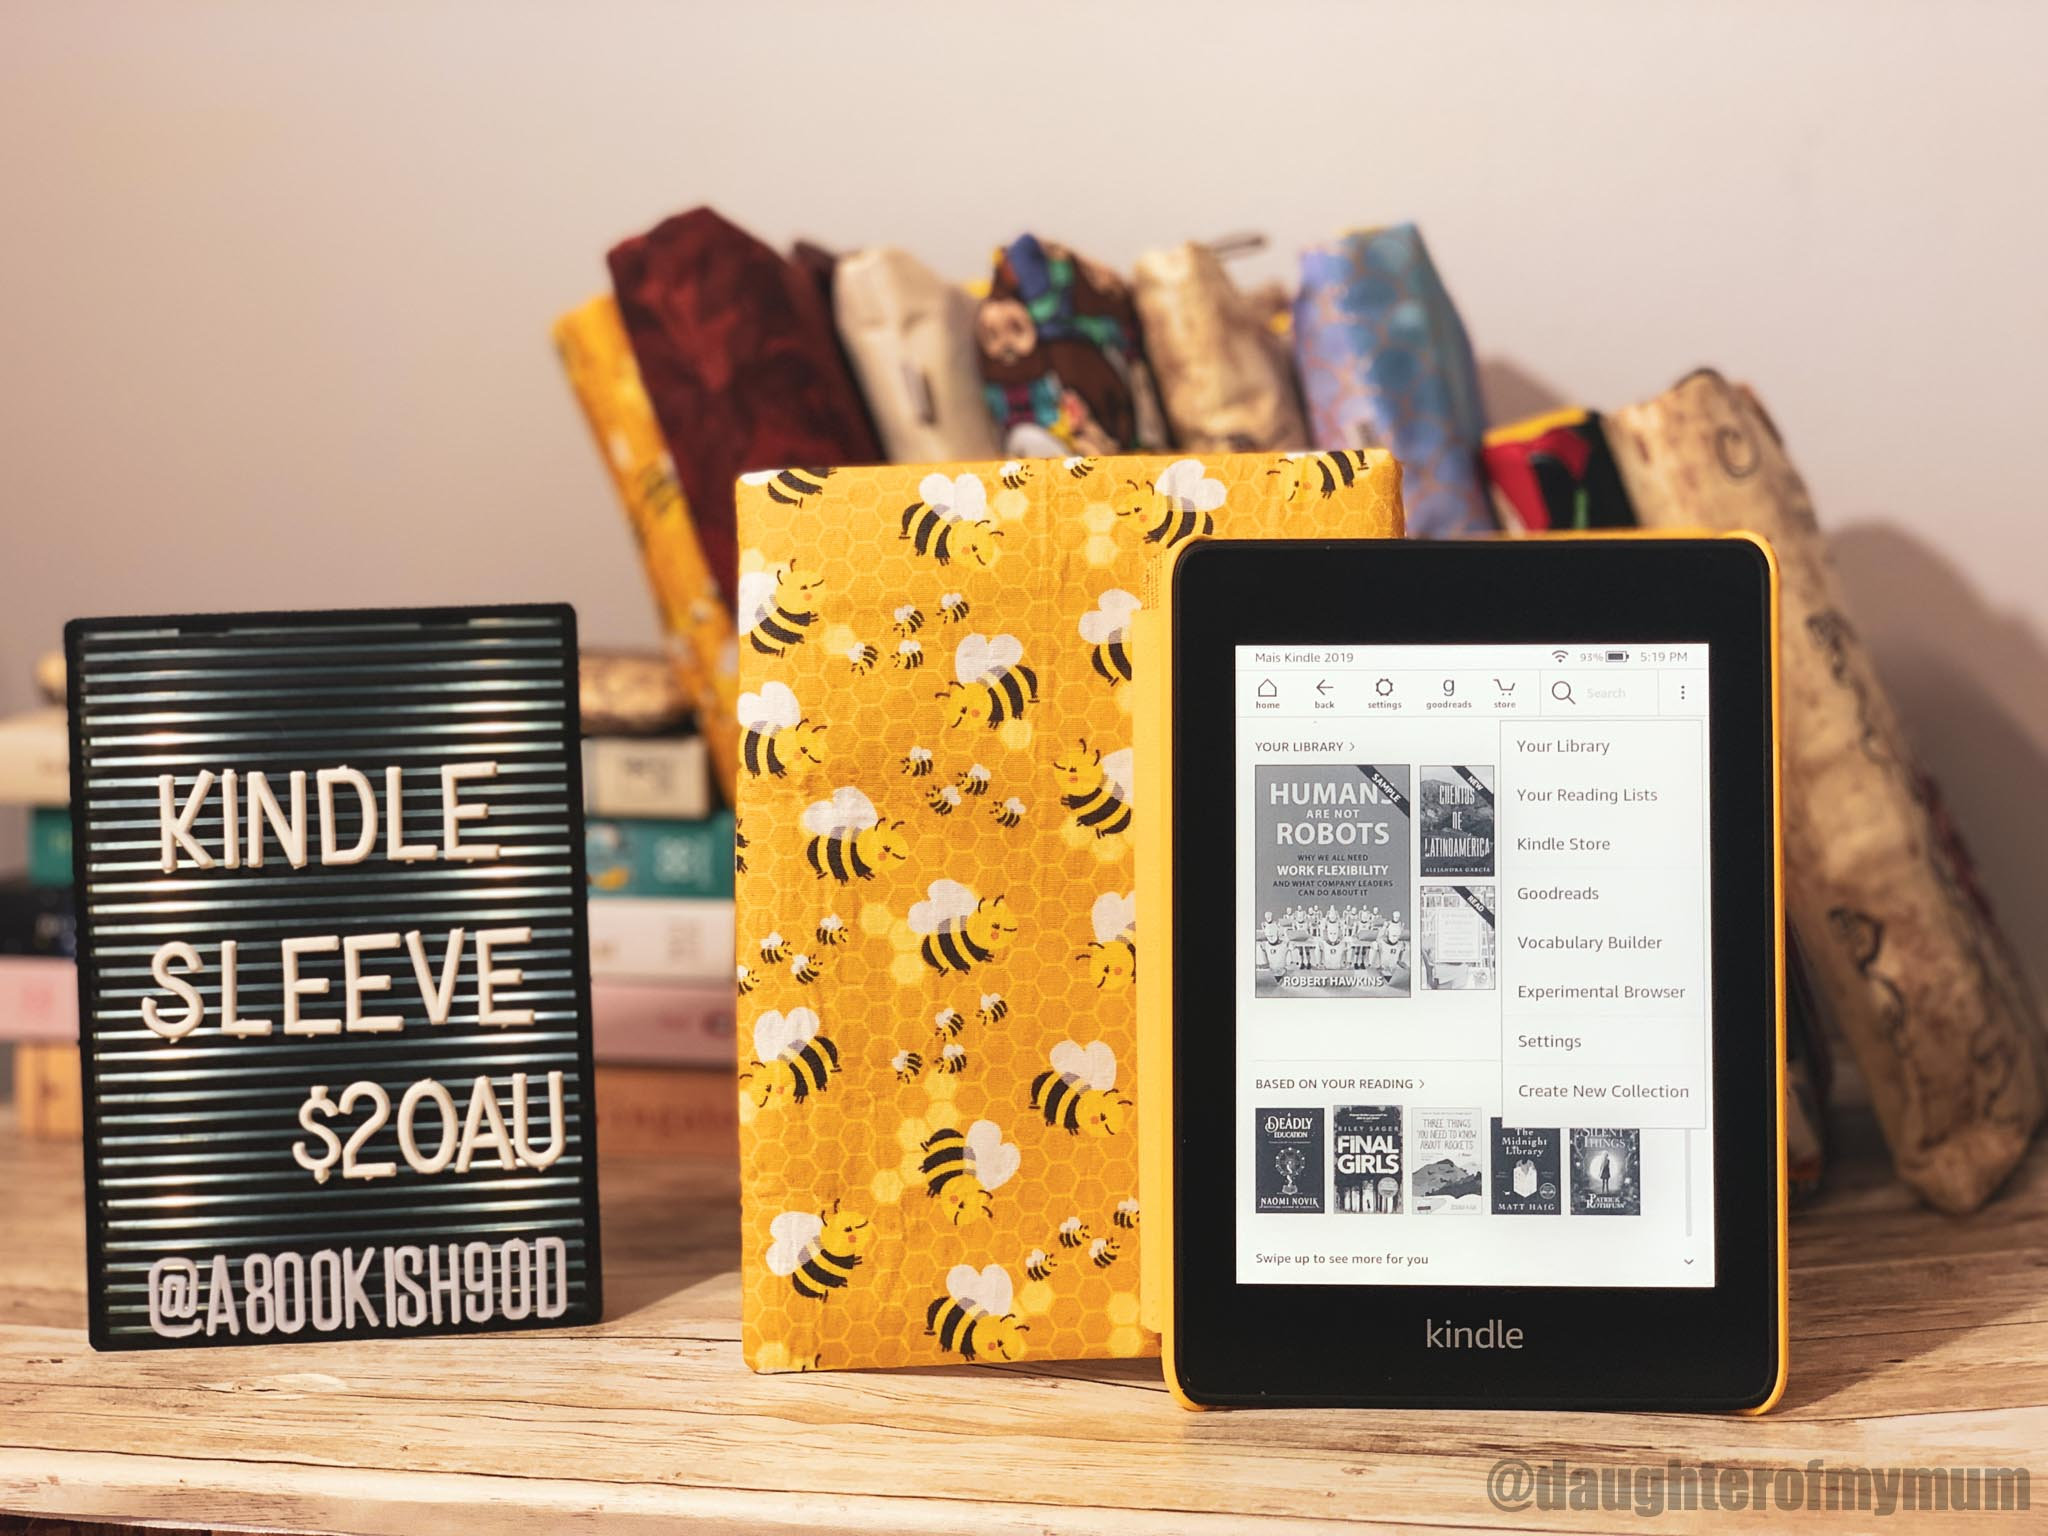 KINDLE
SLEEVE
$20AU
@A800KISH90D
Mais Kindle 2019 93% 5:19 PM
home back settings goodreads store Search
YOUR LIBRARY
HUMANS
ARE NOT
ROBOTS
WHY WE ALL NEED
WORK FLEXIBILITY
AND WHAT COMPANY LEADERS
CAN DO ABOUT IT
ROBERT HAWKINS
SAMPLE
NEW
CUENTOS
DE
LATINOAMÉRICA
ALEJANDRA GARCÍA
READ
Your Library
Your Reading Lists
Kindle Store
Goodreads
Vocabulary Builder
Experimental Browser
Settings
Create New Collection
BASED ON YOUR READING
A
DEADLY
EDUCATION
NAOMI NOVIK
RILEY SAGER
FINAL
GIRLS
THREE THINGS
YOU NEED TO KNOW
ABOUT ROCKETS
The
Midnight
Library
MATT HAIG
SILENT
THINGS
PATRICK
ROTHFUSS
Swipe up to see more for you
kindle
@daughterofmymum